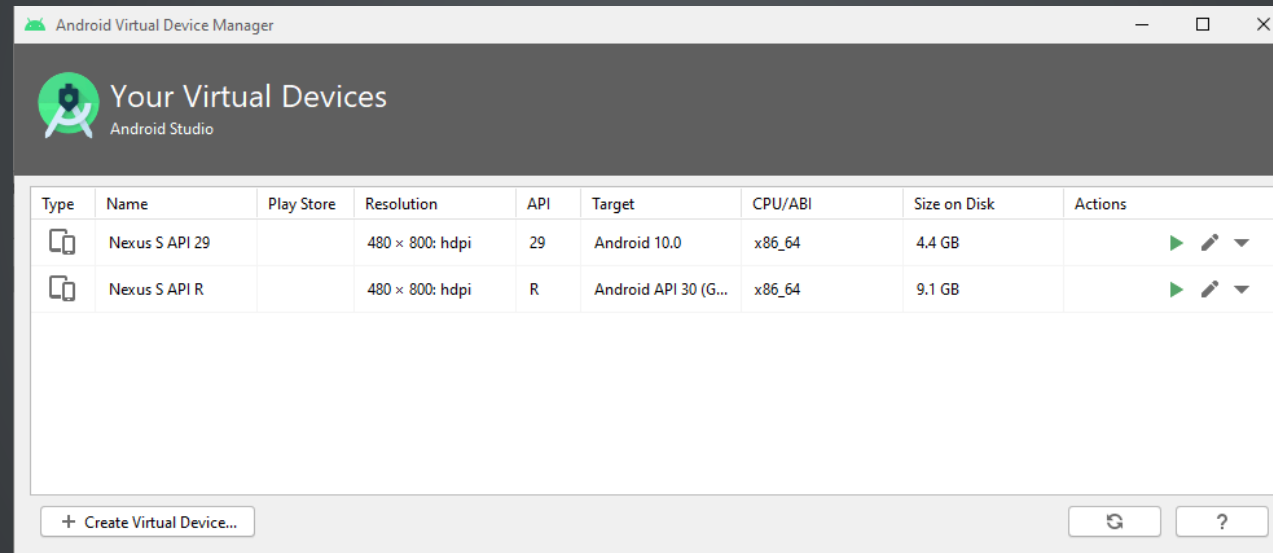 Android Virtual Device Manager
Your Virtual Devices
Android Studio
Type Name Play Store Resolution API Target CPU/ABI Size on Disk Actions
Nexus S API 29 480 × 800: hdpi 29 Android 10.0 x86_64 4.4 GB
Nexus S API R 480 × 800: hdpi R Android API 30 (G... x86_64 9.1 GB
+ Create Virtual Device... ?